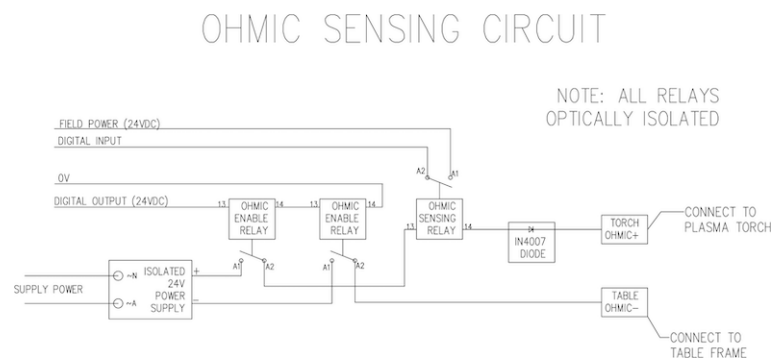 OHMIC SENSING CIRCUIT
NOTE: ALL RELAYS
OPTICALLY ISOLATED
FIELD POWER (24VDC)
DIGITAL INPUT
A2
A1
0V
DIGITAL OUTPUT (24VDC)
13
OHMIC
ENABLE
RELAY
14
13
OHMIC
ENABLE
RELAY
14
OHMIC
SENSING
RELAY
13
14
IN4007
DIODE
TORCH
OHMIC+
CONNECT TO
PLASMA TORCH
A1
A2
A1
A2
SUPPLY POWER
~N
~A
ISOLATED
24V
POWER
SUPPLY
+
-
TABLE
OHMIC-
CONNECT TO
TABLE FRAME